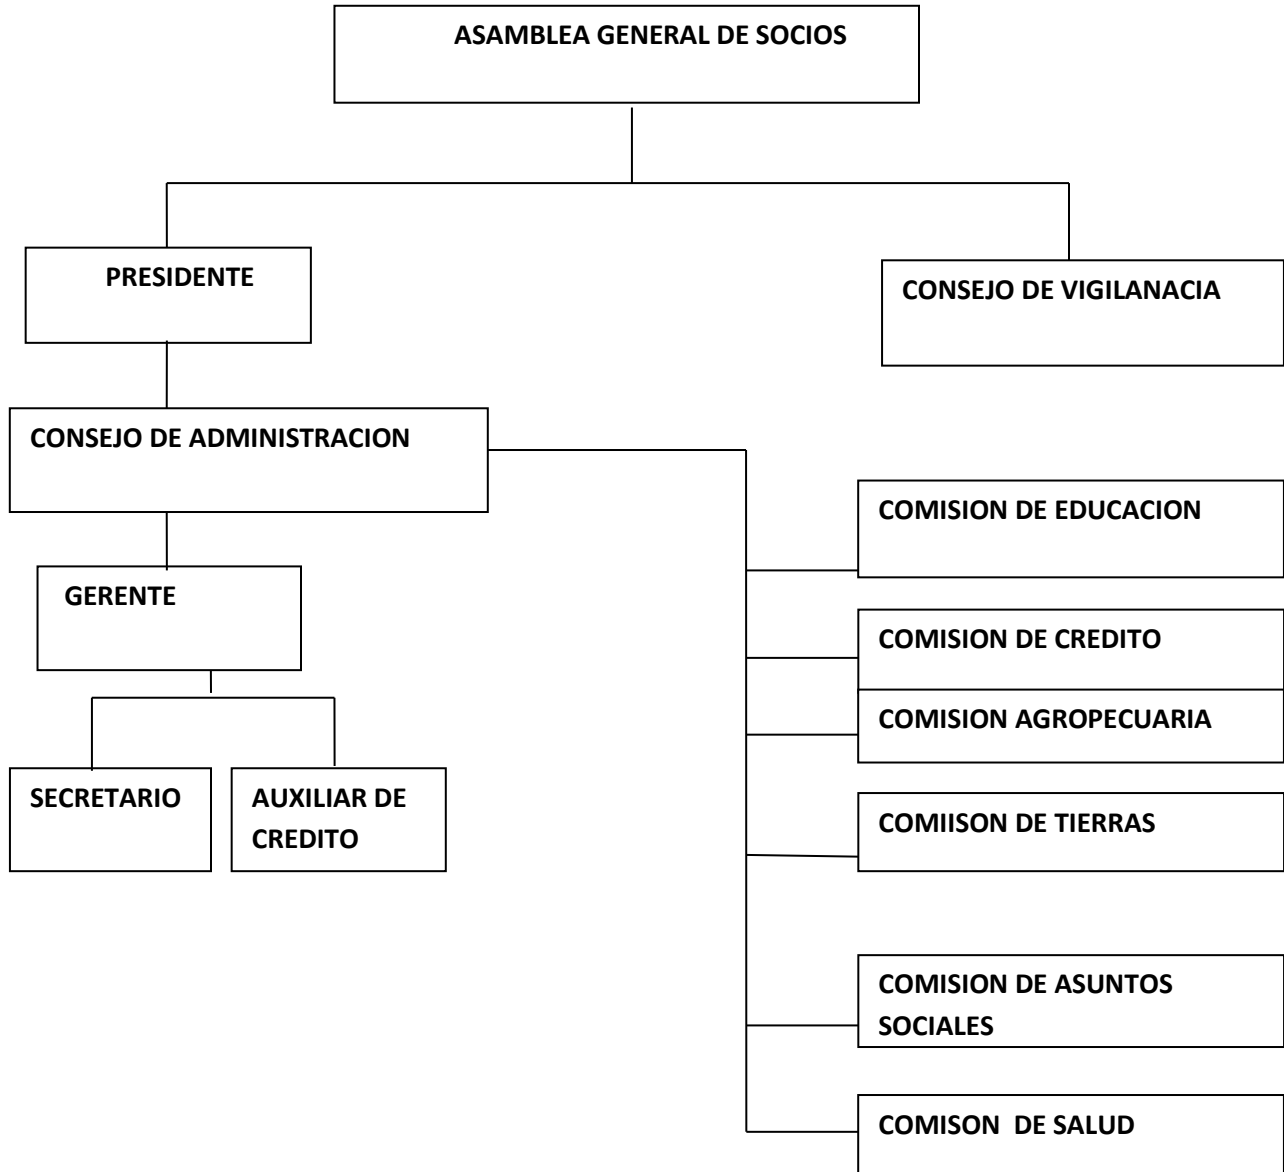 ASAMBLEA GENERAL DE SOCIOS
PRESIDENTE
CONSEJO DE VIGILANACIA
CONSEJO DE ADMINISTRACION
COMISION DE EDUCACION
GERENTE
COMISION DE CREDITO
COMISION AGROPECUARIA
SECRETARIO
AUXILIAR DE
CREDITO
COMIISON DE TIERRAS
COMISION DE ASUNTOS
SOCIALES
COMISON DE SALUD